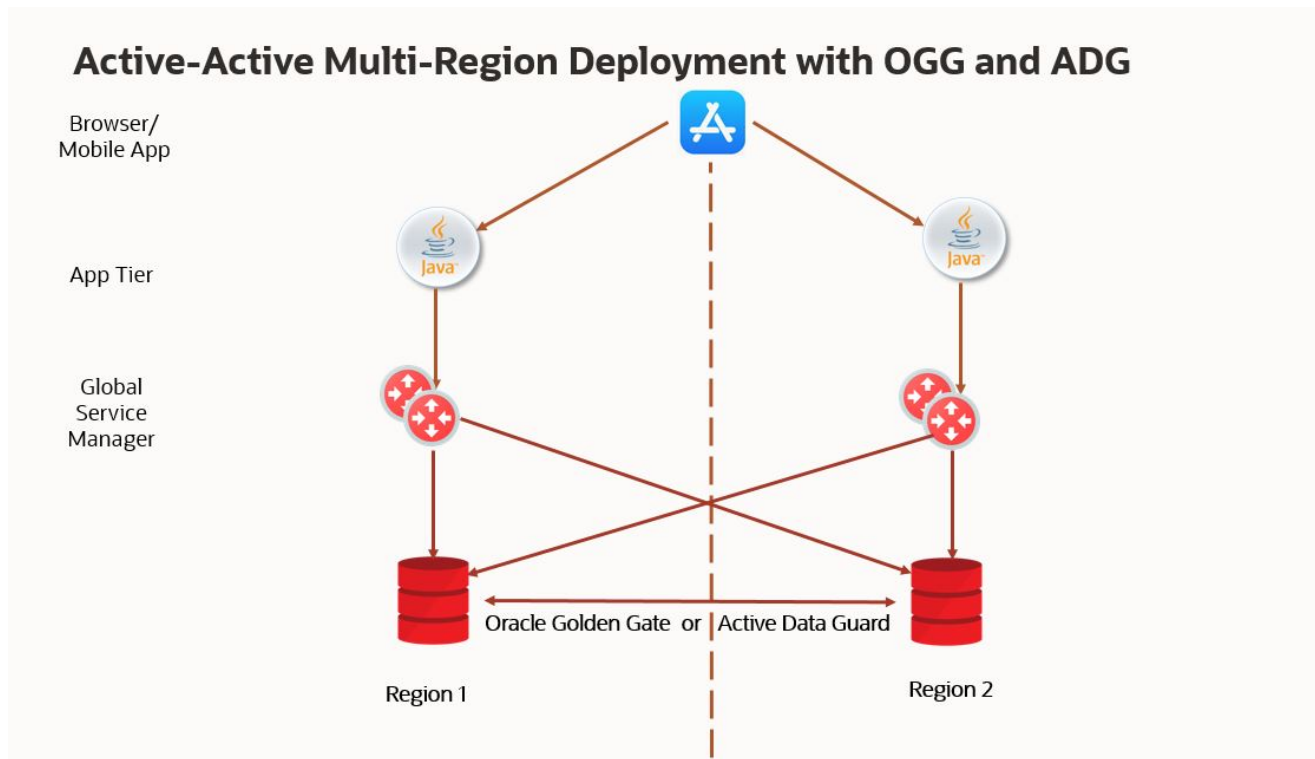 Active-Active Multi-Region Deployment with OGG and ADG
Browser/
Mobile App
Java
Java
App Tier
Global
Service
Manager
Oracle Golden Gate or Active Data Guard
Region 1
Region 2